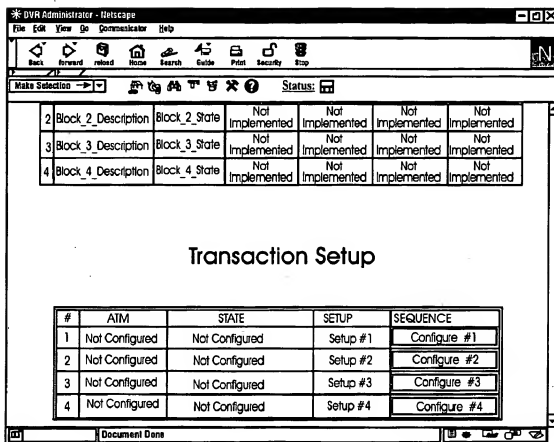 DVR Administrator - Netscape
File Edit View Go Communicator Help
Back forward reload Home Search Guide Print Security Stop
N
Make Selection Status:
2 Block_2_Description Block_2_State Not Implemented Not Implemented Not Implemented Not Implemented
3 Block_3_Description Block_3_State Not Implemented Not Implemented Not Implemented Not Implemented
4 Block_4_Description Block_4_State Not Implemented Not Implemented Not Implemented Not Implemented
Transaction Setup
# ATM STATE SETUP SEQUENCE
1 Not Configured Not Configured Setup #1 Configure #1
2 Not Configured Not Configured Setup #2 Configure #2
3 Not Configured Not Configured Setup #3 Configure #3
4 Not Configured Not Configured Setup #4 Configure #4
Document Done